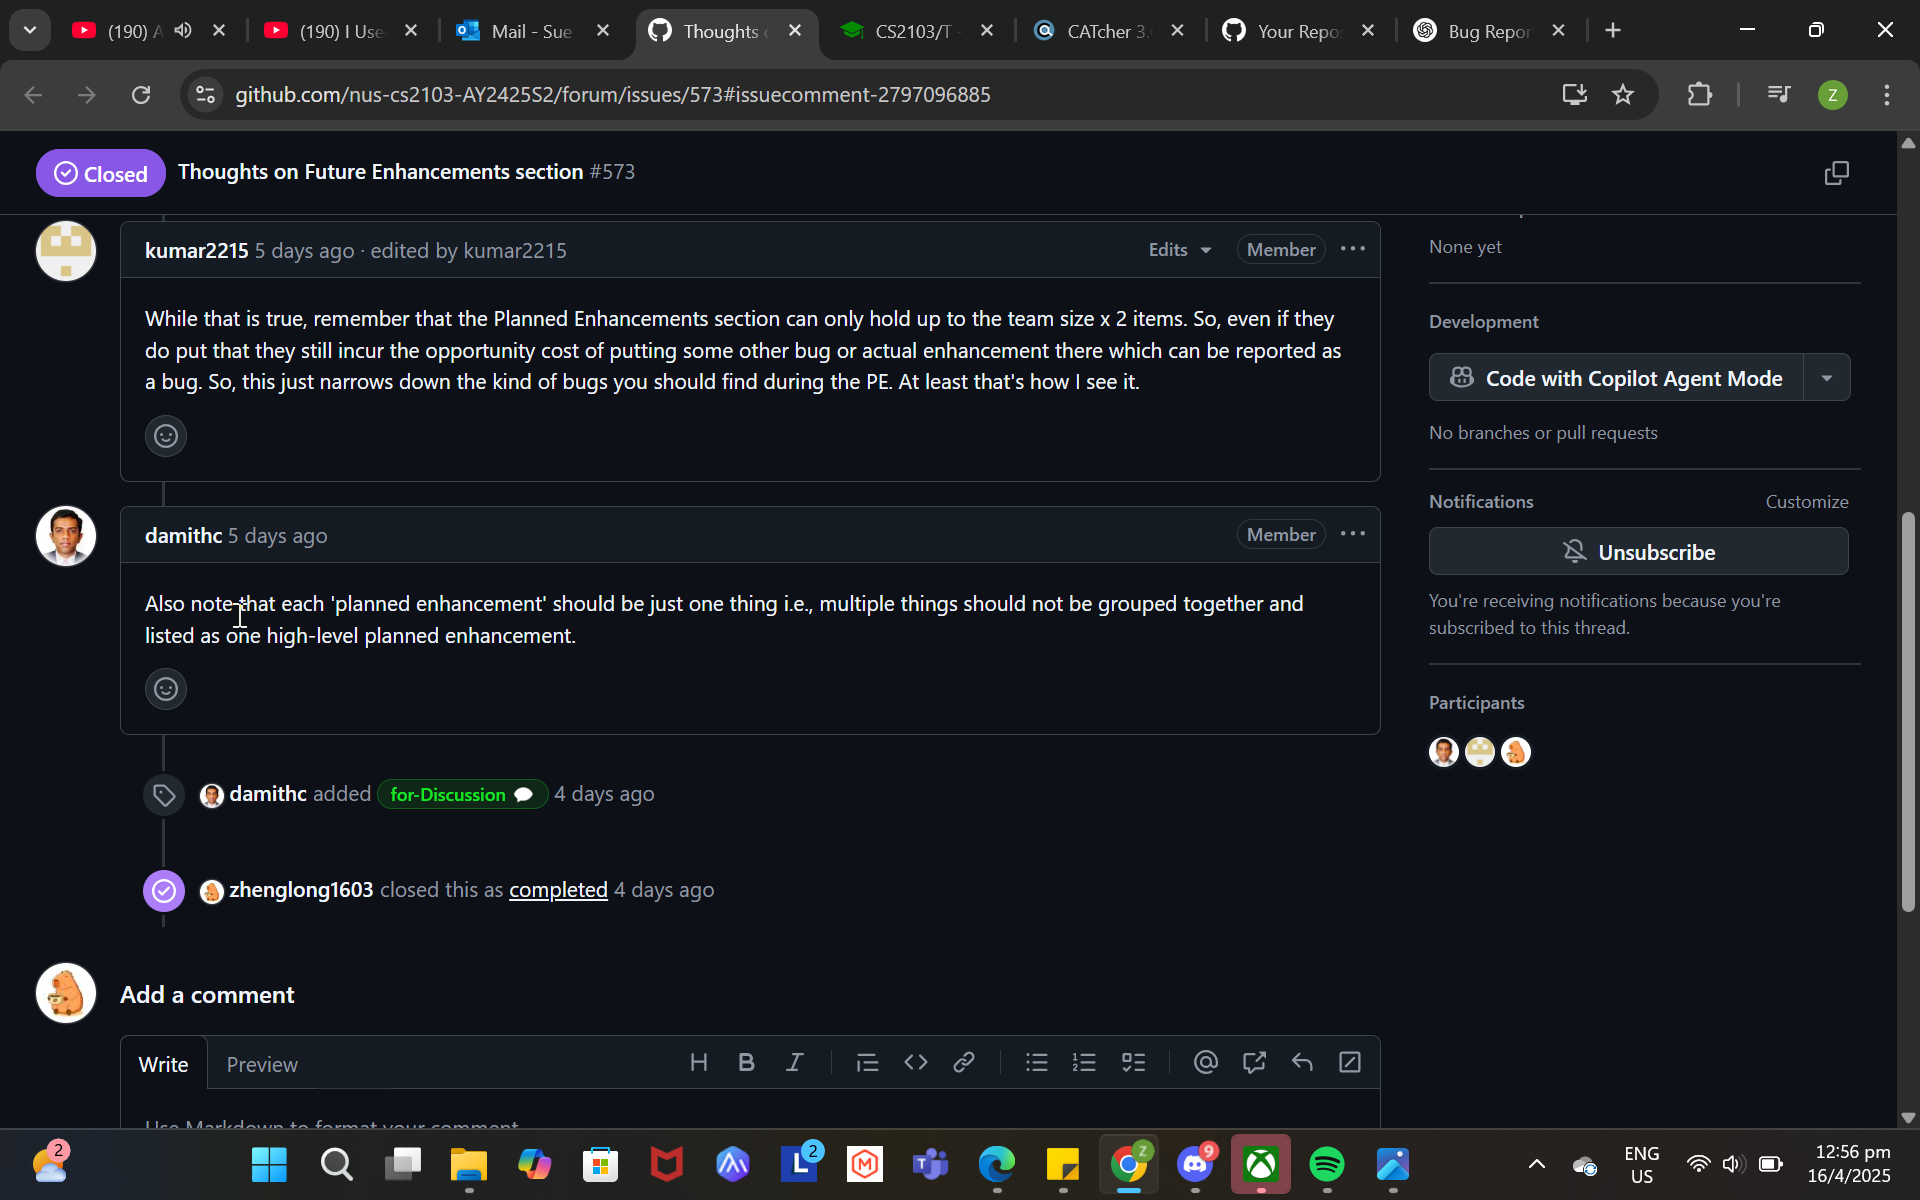 (190) A
(190) I Use
Mail - Sue
Thoughts
CS2103/T -
CATcher 3.
Your Repo
Bug Repor
github.com/nus-cs2103-AY2425S2/forum/issues/573#issuecomment-2797096885
Z
Closed
Thoughts on Future Enhancements section #573
kumar2215 5 days ago · edited by kumar2215
Edits
Member
While that is true, remember that the Planned Enhancements section can only hold up to the team size x 2 items. So, even if they
do put that they still incur the opportunity cost of putting some other bug or actual enhancement there which can be reported as
a bug. So, this just narrows down the kind of bugs you should find during the PE. At least that's how I see it.
damithc 5 days ago
Member
Also note that each 'planned enhancement' should be just one thing i.e., multiple things should not be grouped together and
listed as one high-level planned enhancement.
damithc added for-Discussion 4 days ago
zhenglong1603 closed this as completed 4 days ago
Add a comment
Write
Preview
Use Markdown to format your comment
None yet
Development
Code with Copilot Agent Mode
No branches or pull requests
Notifications
Customize
Unsubscribe
You're receiving notifications because you're
subscribed to this thread.
Participants
2
L
2
M
T
Z
9
ENG
US
12:56 pm
16/4/2025